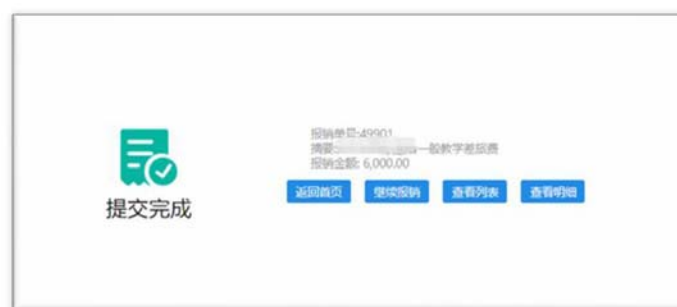 提交完成
报销单号:49901
摘要: 一般教学差旅费
报销金额: 6,000.00
返回首页
继续报销
查看列表
查看明细